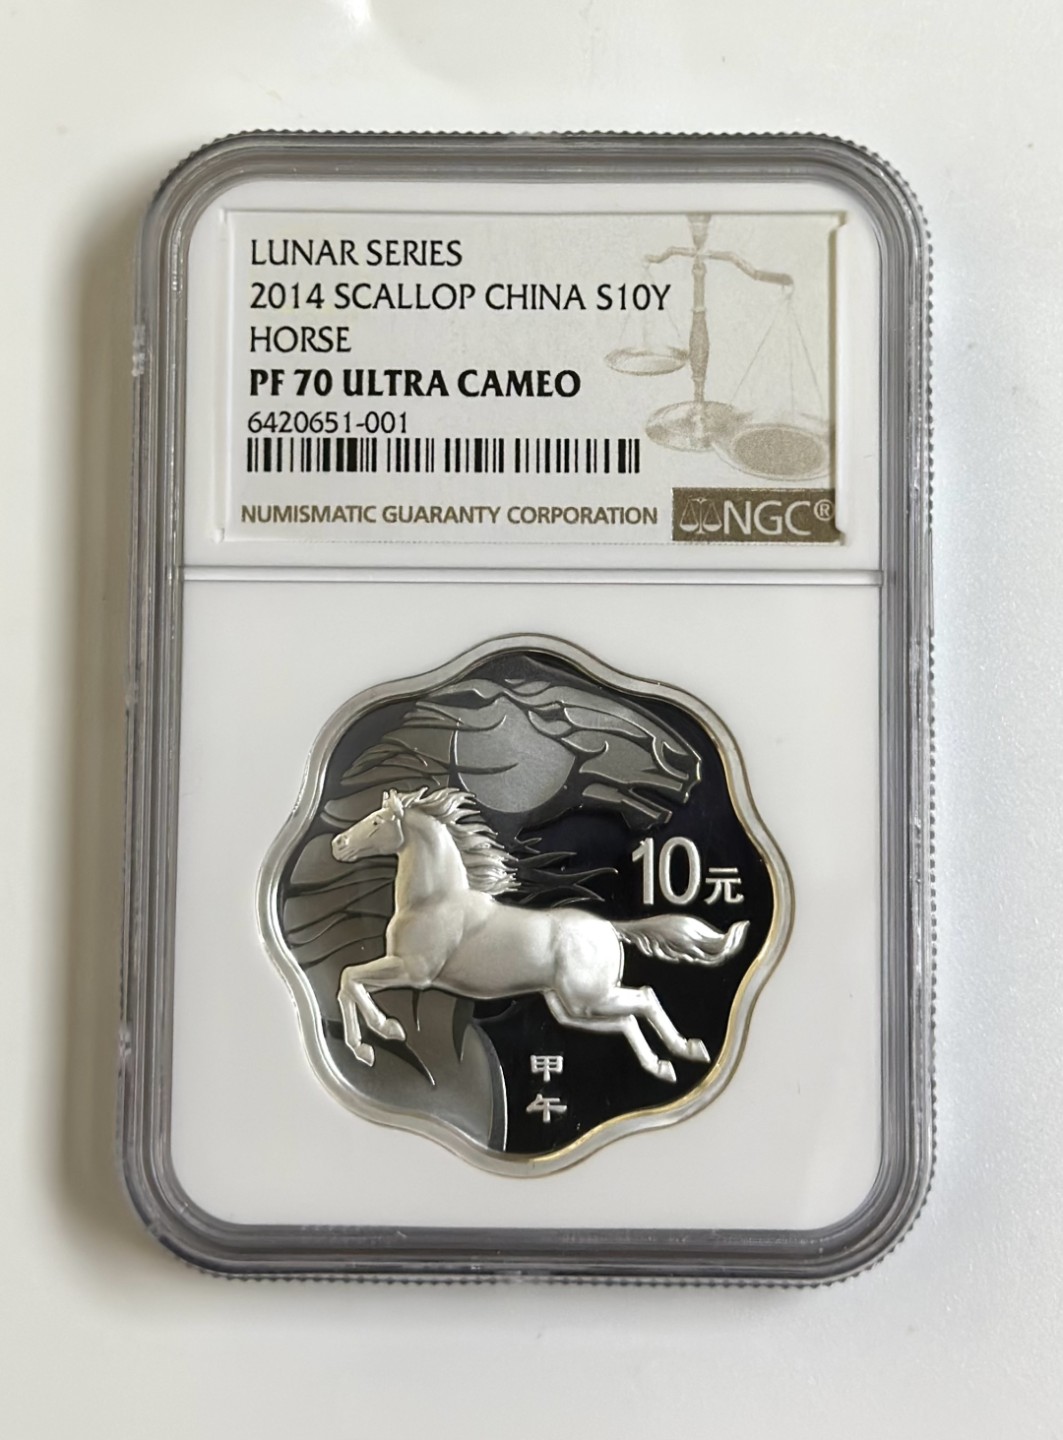 LUNAR SERIES
2014 SCALLOP CHINA S10Y
HORSE
PF 70 ULTRA CAMEO
6420651-001
NUMISMATIC GUARANTY CORPORATION NGC®
10元
甲
午